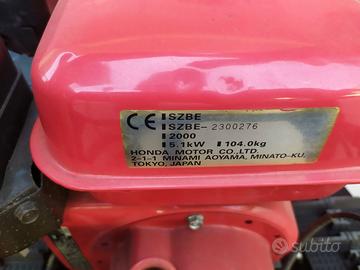 CE SZBE
SZBE-2300276
2000
5.1kW 104.0kg
HONDA MOTOR CO.,LTD.
2-1-1 MINAMI AOYAMA, MINATO-KU,
TOKYO, JAPAN
subito